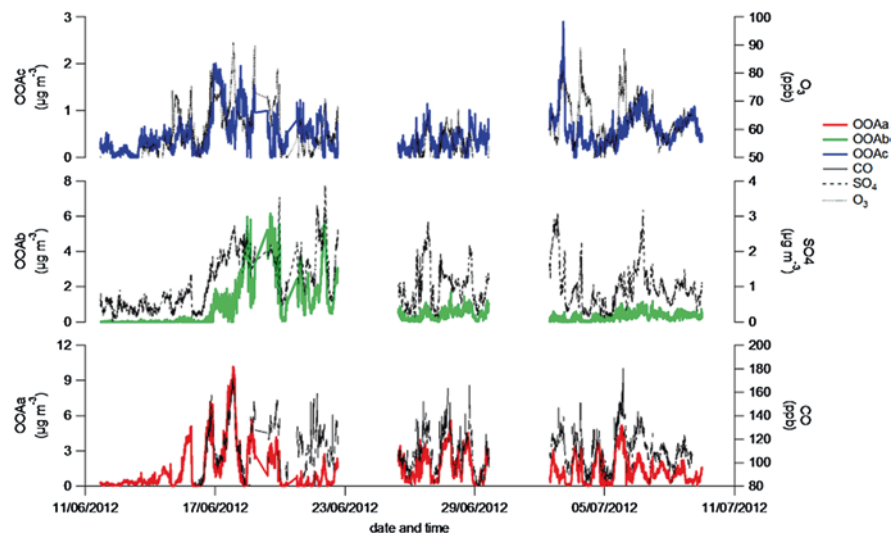 3
2
1
0
OOAc
(µg m⁻³)
100
90
80
70
60
50
O₃
(ppb)
8
6
4
2
0
OOAb
(µg m⁻³)
4
3
2
1
0
SO4
(µg m⁻³)
12
9
6
3
0
OOAa
(µg m⁻³)
200
180
160
140
120
100
80
CO
(ppb)
OOAa
OOAb
OOAc
CO
SO₄
O₃
11/06/2012 17/06/2012 23/06/2012 29/06/2012 05/07/2012 11/07/2012
date and time